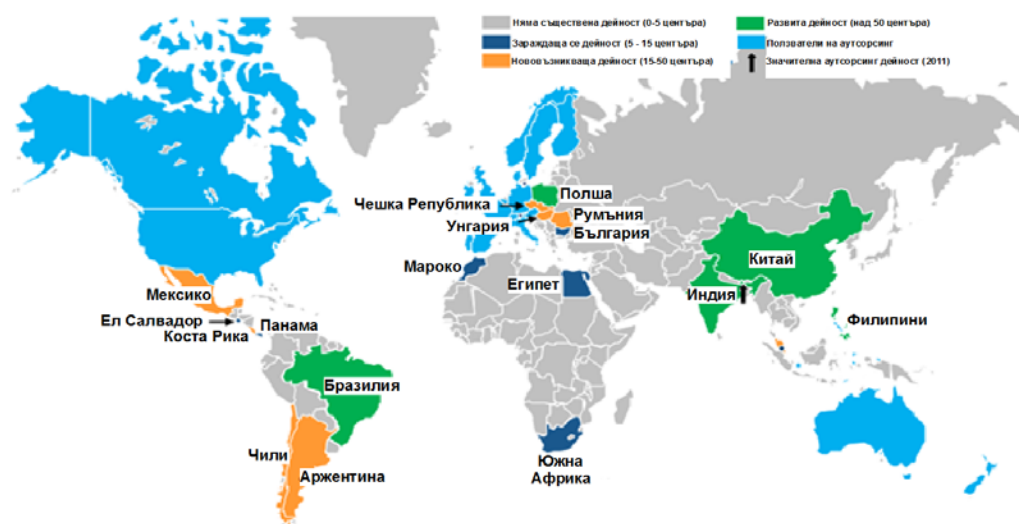 Няма съществена дейност (0-5 центъра)
Зараждаща се дейност (5 - 15 центъра)
Нововъзникваща дейност (15-50 центъра)
Развита дейност (над 50 центъра)
Ползватели на аутсорсинг
Значителна аутсорсинг дейност (2011)
Полша
Чешка Република
Румъния
Унгария
България
Китай
Мароко
Египет
Индия
Мексико
Ел Салвадор
Панама
Коста Рика
Филипини
Бразилия
Чили
Аржентина
Южна
Африка